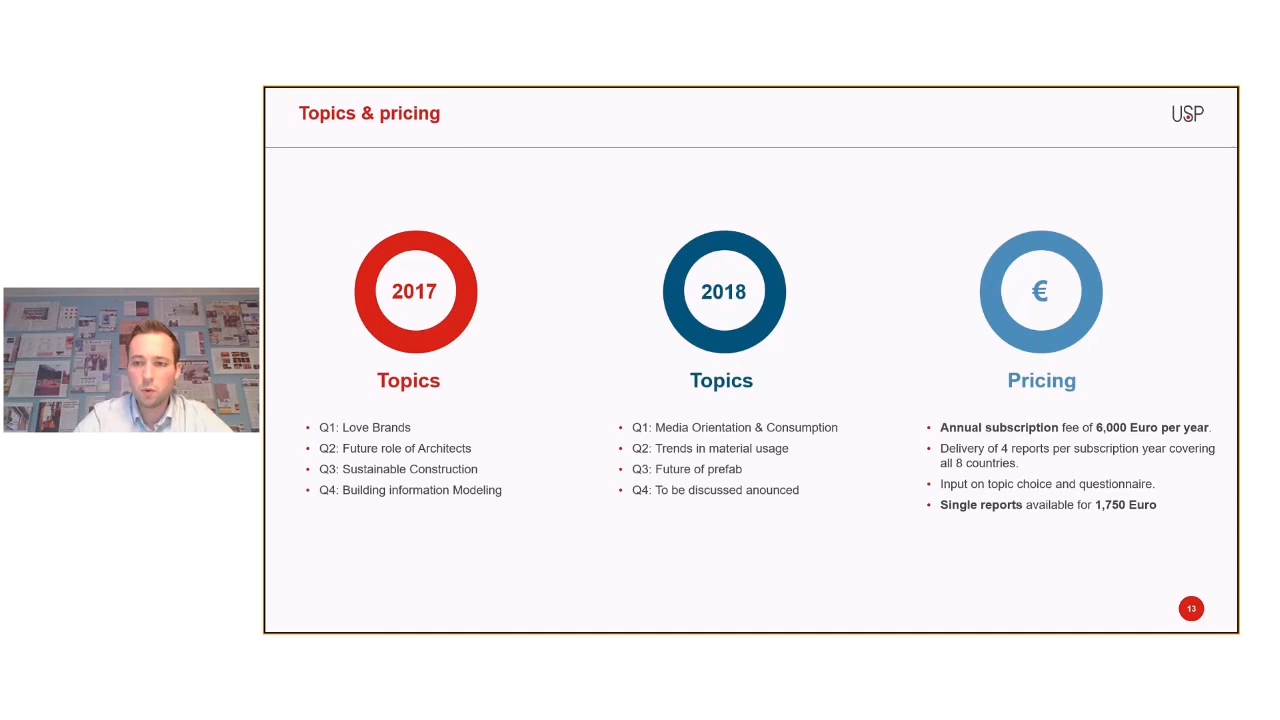 Topics & pricing
USP
2017
Topics
• Q1: Love Brands
• Q2: Future role of Architects
• Q3: Sustainable Construction
• Q4: Building information Modeling
2018
Topics
• Q1: Media Orientation & Consumption
• Q2: Trends in material usage
• Q3: Future of prefab
• Q4: To be discussed anounced
€
Pricing
• Annual subscription fee of 6,000 Euro per year.
• Delivery of 4 reports per subscription year covering
all 8 countries.
• Input on topic choice and questionnaire.
• Single reports available for 1,750 Euro
13